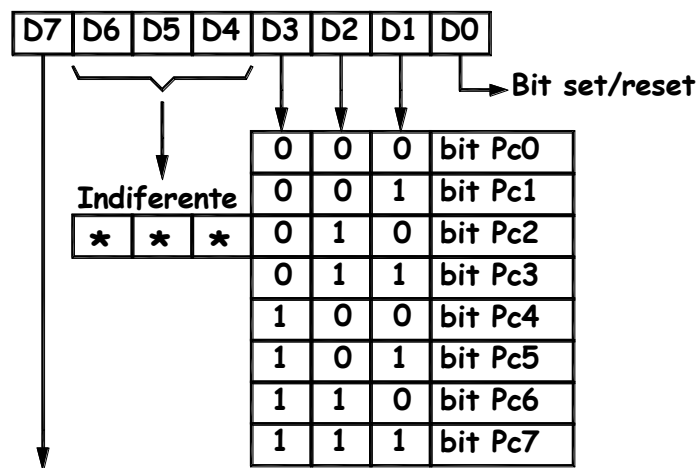 D7 D6 D5 D4 D3 D2 D1 D0
Bit set/reset
0 0 0 bit Pc0
Indiferente 0 0 1 bit Pc1
* * * 0 1 0 bit Pc2
0 1 1 bit Pc3
1 0 0 bit Pc4
1 0 1 bit Pc5
1 1 0 bit Pc6
1 1 1 bit Pc7